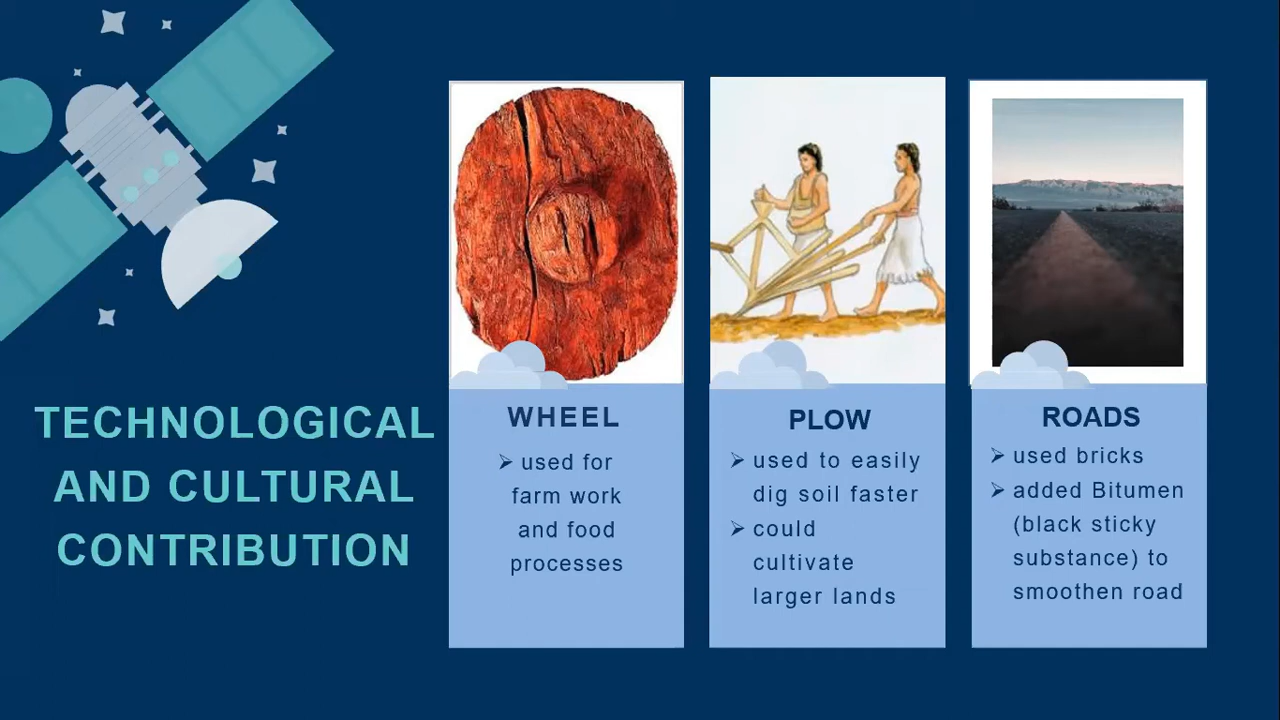 TECHNOLOGICAL
AND CULTURAL
CONTRIBUTION
WHEEL
➢ used for
farm work
and food
processes
PLOW
➢ used to easily
dig soil faster
➢ could
cultivate
larger lands
ROADS
➢ used bricks
➢ added Bitumen
(black sticky
substance) to
smoothen road